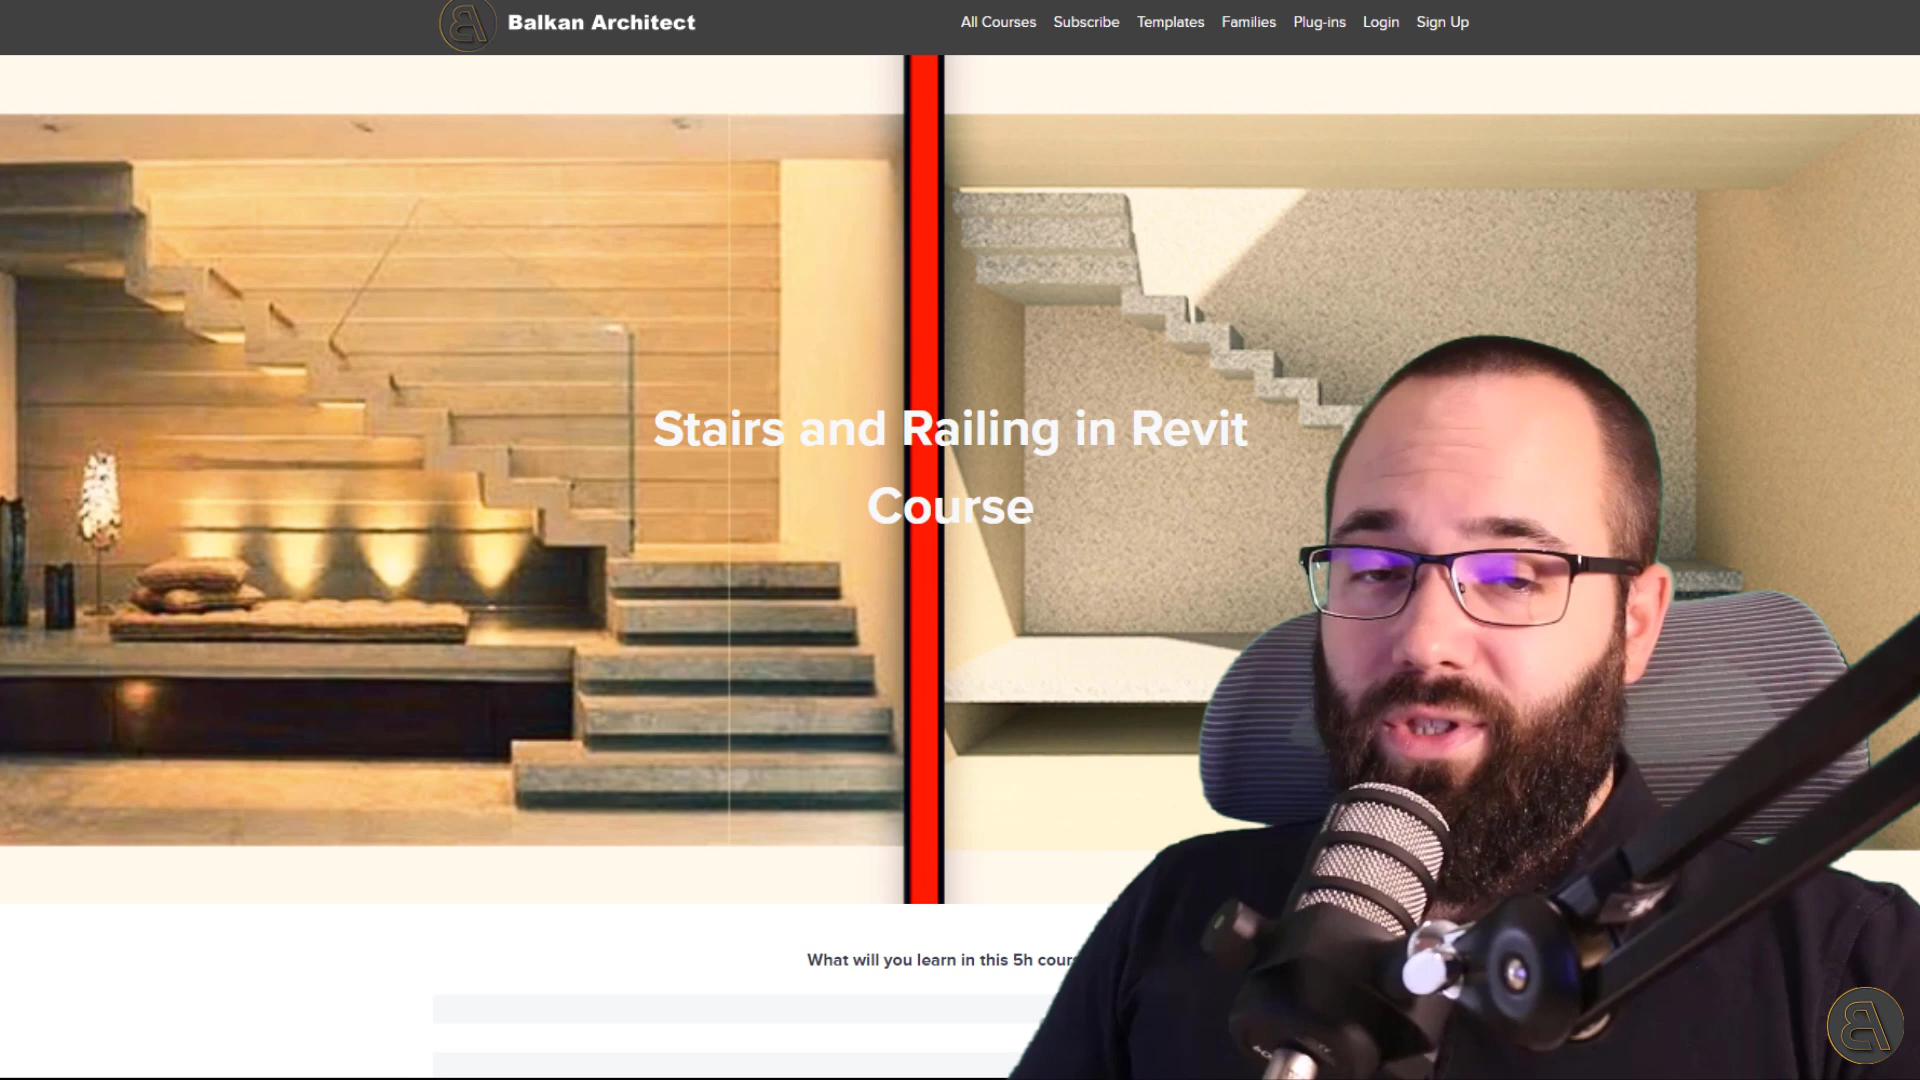 Balkan Architect
All Courses Subscribe Templates Families Plug-ins Login Sign Up
Stairs and Railing in Revit
Course
What will you learn in this 5h cour